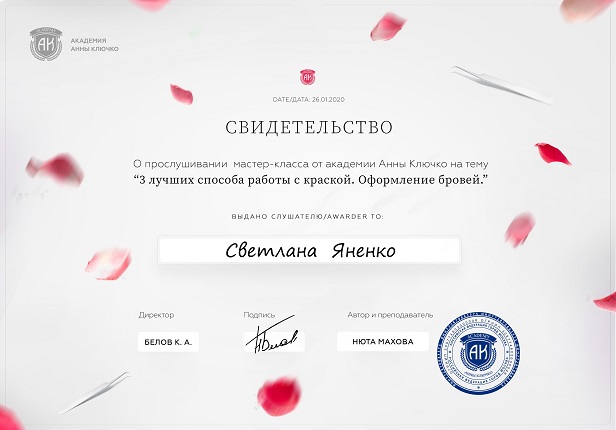 АК
АКАДЕМИЯ
АННЫ КЛЮЧКО
АК
DATE/ДАТА: 26.01.2020
СВИДЕТЕЛЬСТВО
О прослушивании мастер-класса от академии Анны Ключко на тему
“3 лучших способа работы с краской. Оформление бровей.”
ВЫДАНО СЛУШАТЕЛЮ/AWARDER TO:
Светлана Яненко
Директор
Подпись
Автор и преподаватель
БЕЛОВ К. А.
НЮТА МАХОВА
АК